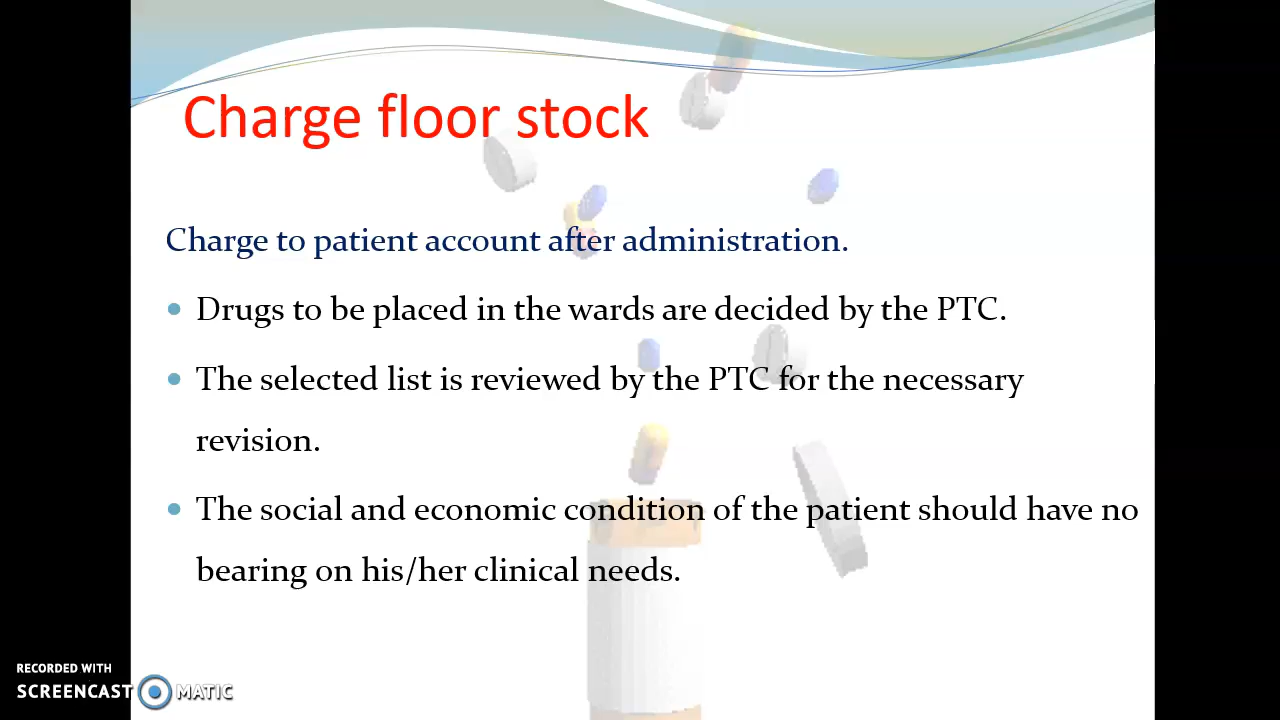 Charge floor stock
Charge to patient account after administration.
• Drugs to be placed in the wards are decided by the PTC.
• The selected list is reviewed by the PTC for the necessary
revision.
• The social and economic condition of the patient should have no
bearing on his/her clinical needs.
RECORDED WITH
SCREENCAST MATIC